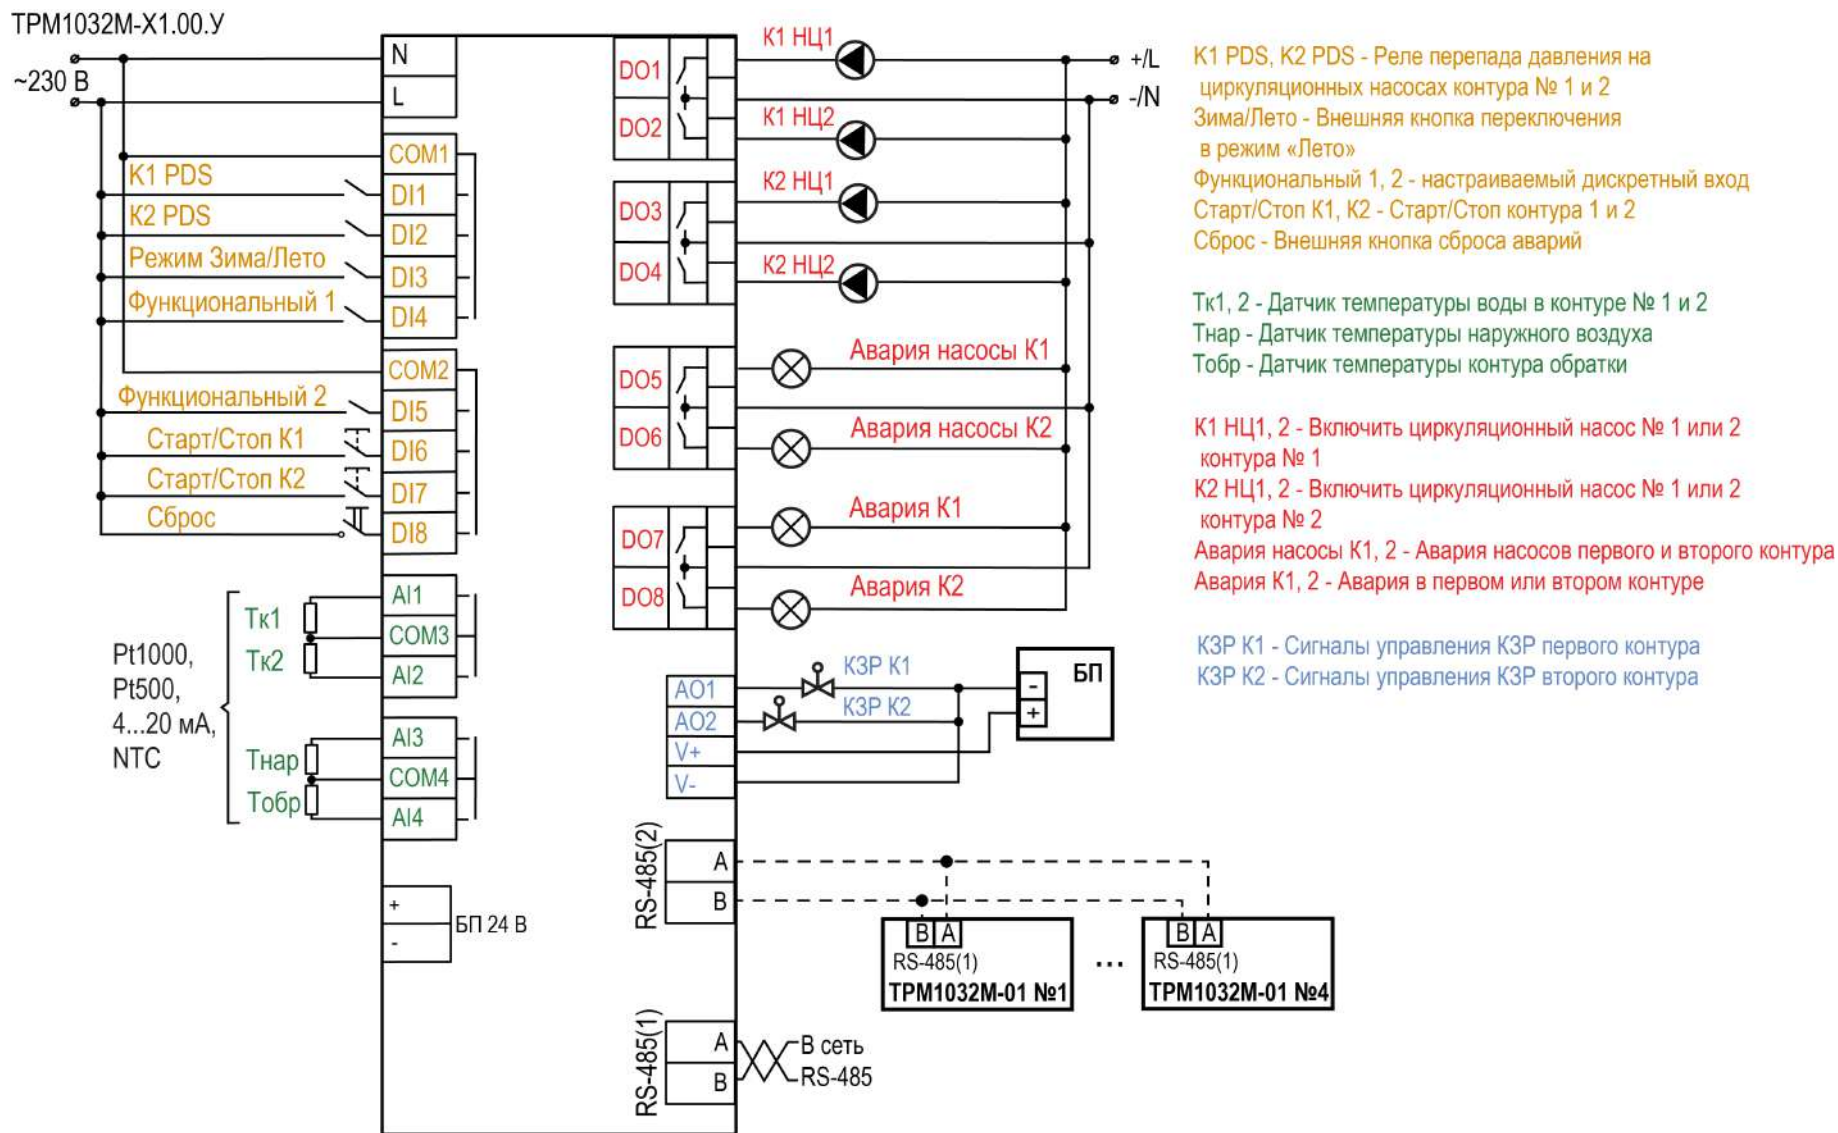 ТРМ1032М-Х1.00.У
~230 В
N
L
COM1
K1 PDS
DI1
К2 PDS
DI2
Режим Зима/Лето
DI3
Функциональный 1
DI4
COM2
Функциональный 2
DI5
Старт/Стоп К1
DI6
Старт/Стоп К2
DI7
Сброс
DI8
Pt1000,
Pt500,
4...20 мА,
NTC
Тк1
Тк2
AI1
COM3
AI2
Тнар
Тобр
AI3
COM4
AI4
+
-
БП 24 В
DO1
DO2
К1 НЦ1
К1 НЦ2
+/L
-/N
DO3
DO4
К2 НЦ1
К2 НЦ2
DO5
DO6
Авария насосы К1
Авария насосы К2
DO7
DO8
Авария К1
Авария К2
AO1
AO2
V+
V-
КЗР К1
КЗР К2
-
+
БП
RS-485(2)
A
B
B A
RS-485(1)
ТРМ1032М-01 №1
...
B A
RS-485(1)
ТРМ1032М-01 №4
RS-485(1)
A
B
В сеть
RS-485
K1 PDS, K2 PDS - Реле перепада давления на
циркуляционных насосах контура № 1 и 2
Зима/Лето - Внешняя кнопка переключения
в режим «Лето»
Функциональный 1, 2 - настраиваемый дискретный вход
Старт/Стоп К1, К2 - Старт/Стоп контура 1 и 2
Сброс - Внешняя кнопка сброса аварий
Тк1, 2 - Датчик температуры воды в контуре № 1 и 2
Тнар - Датчик температуры наружного воздуха
Тобр - Датчик температуры контура обратки
К1 НЦ1, 2 - Включить циркуляционный насос № 1 или 2
контура № 1
К2 НЦ1, 2 - Включить циркуляционный насос № 1 или 2
контура № 2
Авария насосы К1, 2 - Авария насосов первого и второго контура
Авария К1, 2 - Авария в первом или втором контуре
КЗР К1 - Сигналы управления КЗР первого контура
КЗР К2 - Сигналы управления КЗР второго контура